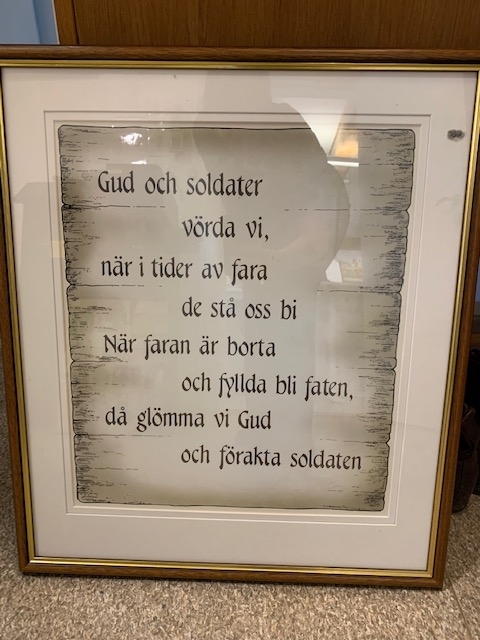 Gud och soldater
vörda vi,
när i tider av fara
de stå oss bi
När faran är borta
och fyllda bli faten,
då glömma vi Gud
och förakta soldaten